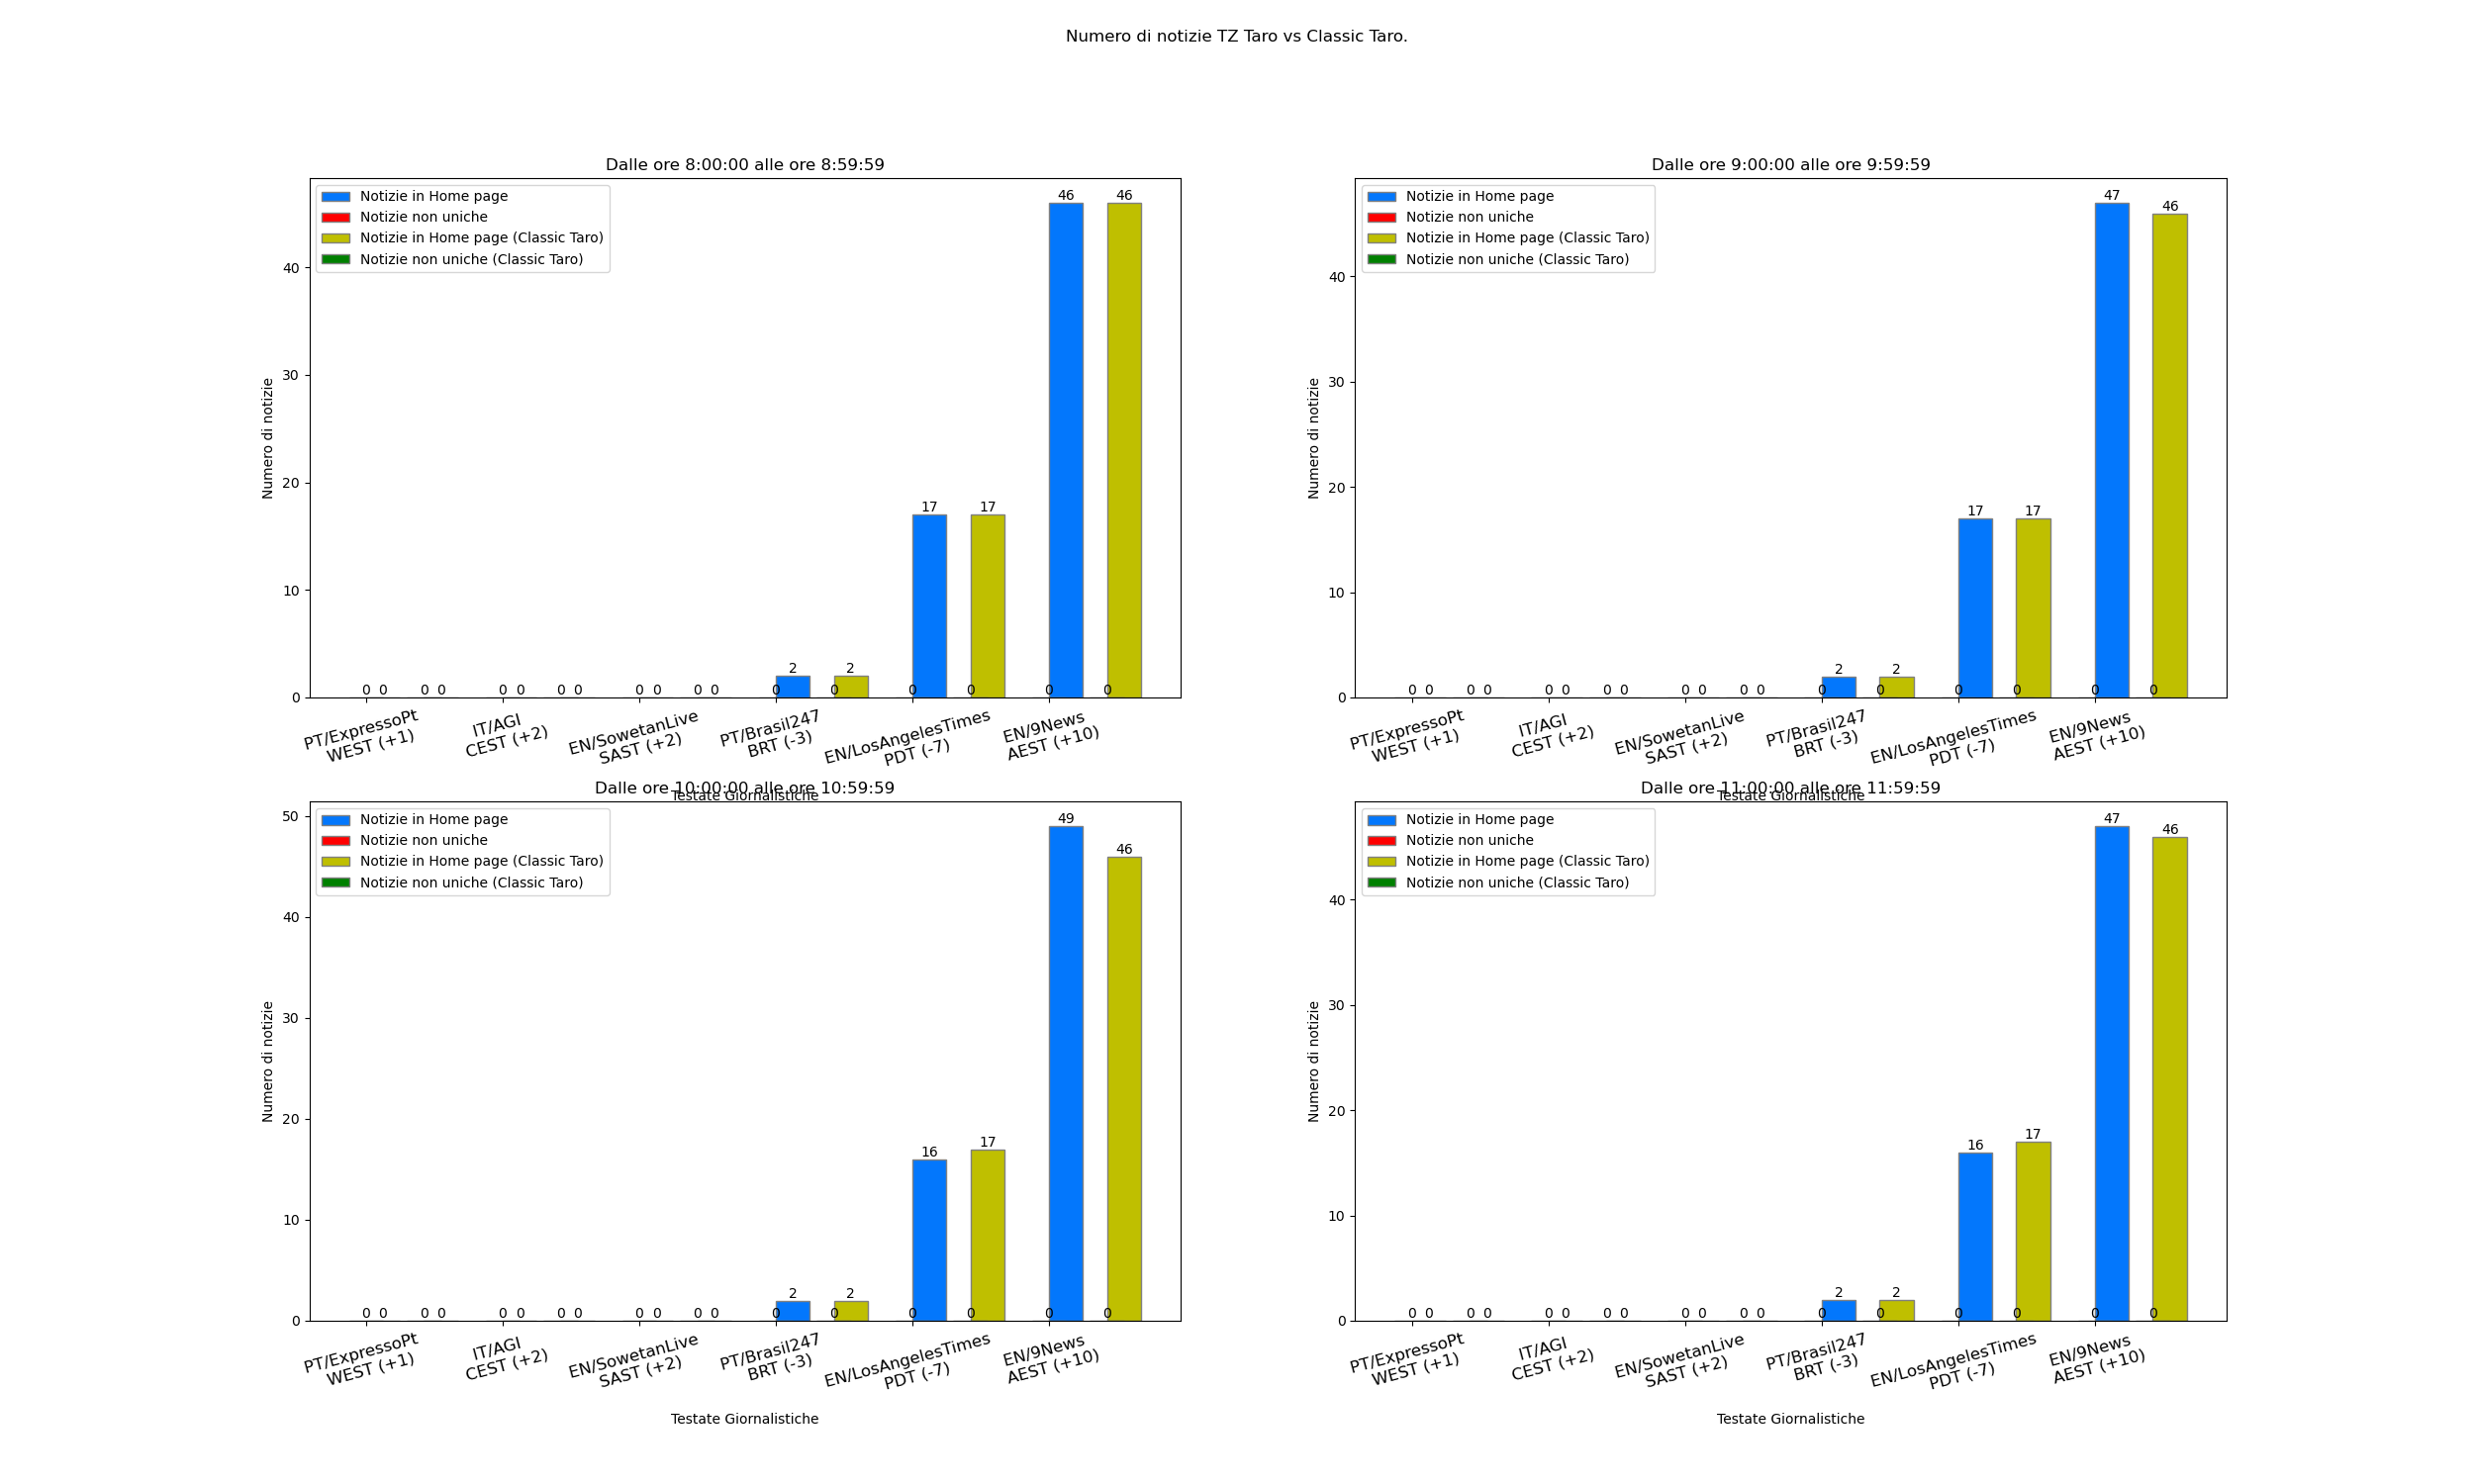 Numero di notizie TZ Taro vs Classic Taro.
Dalle ore 8:00:00 alle ore 8:59:59
Notizie in Home page
Notizie non uniche
Notizie in Home page (Classic Taro)
Notizie non uniche (Classic Taro)
Numero di notizie
40
30
20
10
0
0 0 0 0 0 0 0 0 0 0 0 0 0 2 0 2 0 17 0 17 0 46 0 46
PT/ExpressoPt
WEST (+1)
IT/AGI
CEST (+2)
EN/SowetanLive
SAST (+2)
PT/Brasil247
BRT (-3)
EN/LosAngelesTimes
PDT (-7)
EN/9News
AEST (+10)
Testate Giornalistiche
Dalle ore 9:00:00 alle ore 9:59:59
Notizie in Home page
Notizie non uniche
Notizie in Home page (Classic Taro)
Notizie non uniche (Classic Taro)
Numero di notizie
40
30
20
10
0
0 0 0 0 0 0 0 0 0 0 0 0 0 2 0 2 0 17 0 17 0 47 0 46
PT/ExpressoPt
WEST (+1)
IT/AGI
CEST (+2)
EN/SowetanLive
SAST (+2)
PT/Brasil247
BRT (-3)
EN/LosAngelesTimes
PDT (-7)
EN/9News
AEST (+10)
Testate Giornalistiche
Dalle ore 10:00:00 alle ore 10:59:59
Notizie in Home page
Notizie non uniche
Notizie in Home page (Classic Taro)
Notizie non uniche (Classic Taro)
Numero di notizie
50
40
30
20
10
0
0 0 0 0 0 0 0 0 0 0 0 0 0 2 0 2 0 16 0 17 0 49 0 46
PT/ExpressoPt
WEST (+1)
IT/AGI
CEST (+2)
EN/SowetanLive
SAST (+2)
PT/Brasil247
BRT (-3)
EN/LosAngelesTimes
PDT (-7)
EN/9News
AEST (+10)
Testate Giornalistiche
Dalle ore 11:00:00 alle ore 11:59:59
Notizie in Home page
Notizie non uniche
Notizie in Home page (Classic Taro)
Notizie non uniche (Classic Taro)
Numero di notizie
40
30
20
10
0
0 0 0 0 0 0 0 0 0 0 0 0 0 2 0 2 0 16 0 17 0 47 0 46
PT/ExpressoPt
WEST (+1)
IT/AGI
CEST (+2)
EN/SowetanLive
SAST (+2)
PT/Brasil247
BRT (-3)
EN/LosAngelesTimes
PDT (-7)
EN/9News
AEST (+10)
Testate Giornalistiche